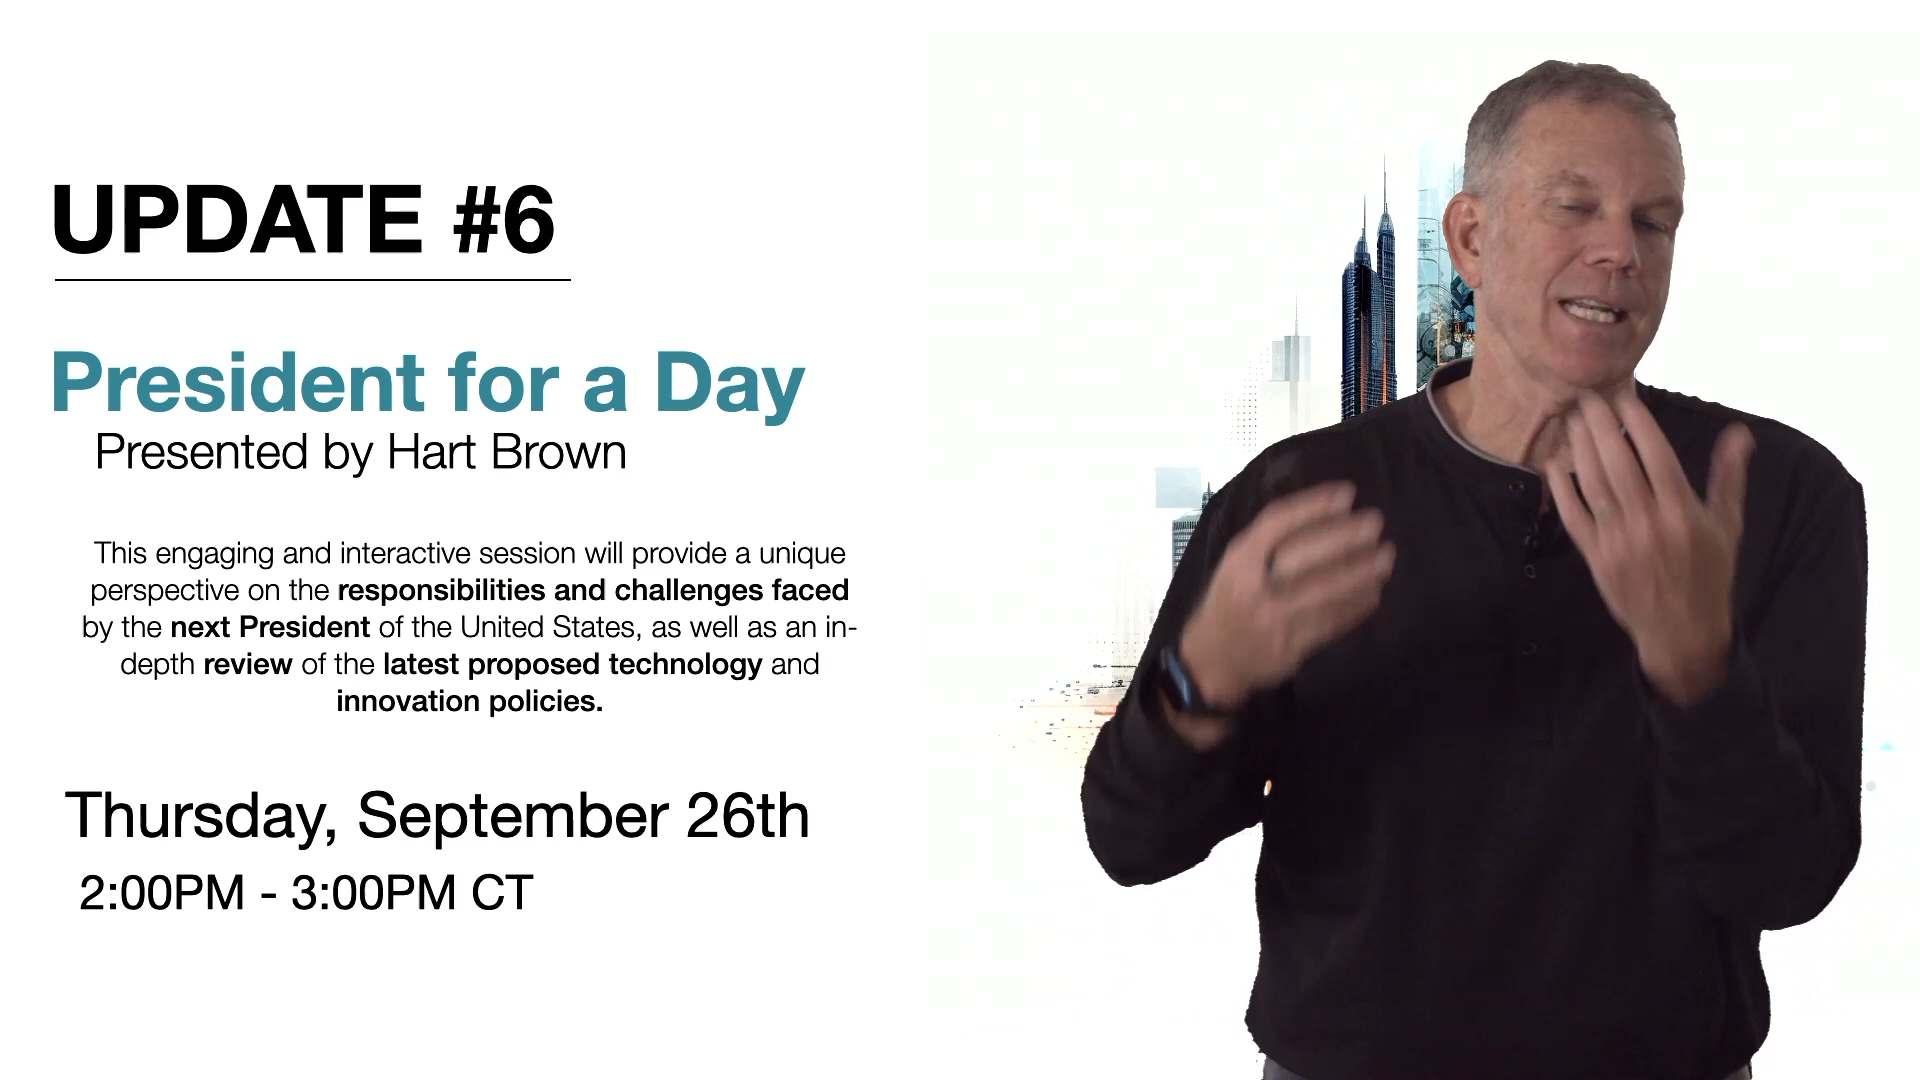 UPDATE #6
President for a Day
Presented by Hart Brown
This engaging and interactive session will provide a unique
perspective on the responsibilities and challenges faced
by the next President of the United States, as well as an in-
depth review of the latest proposed technology and
innovation policies.
Thursday, September 26th
2:00PM - 3:00PM CT